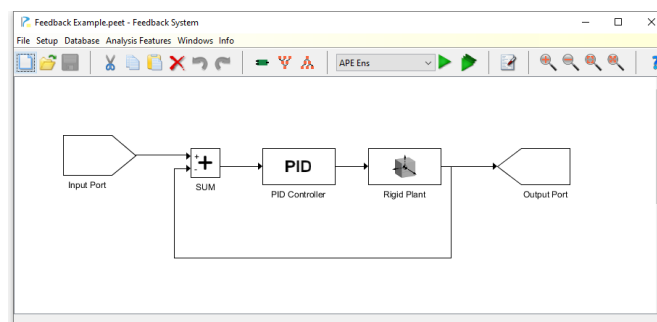 Feedback Example.peet - Feedback System
File Setup Database Analysis Features Windows Info
APE Ens
?
+
-
+
PID
Input Port
SUM
PID Controller
Rigid Plant
Output Port